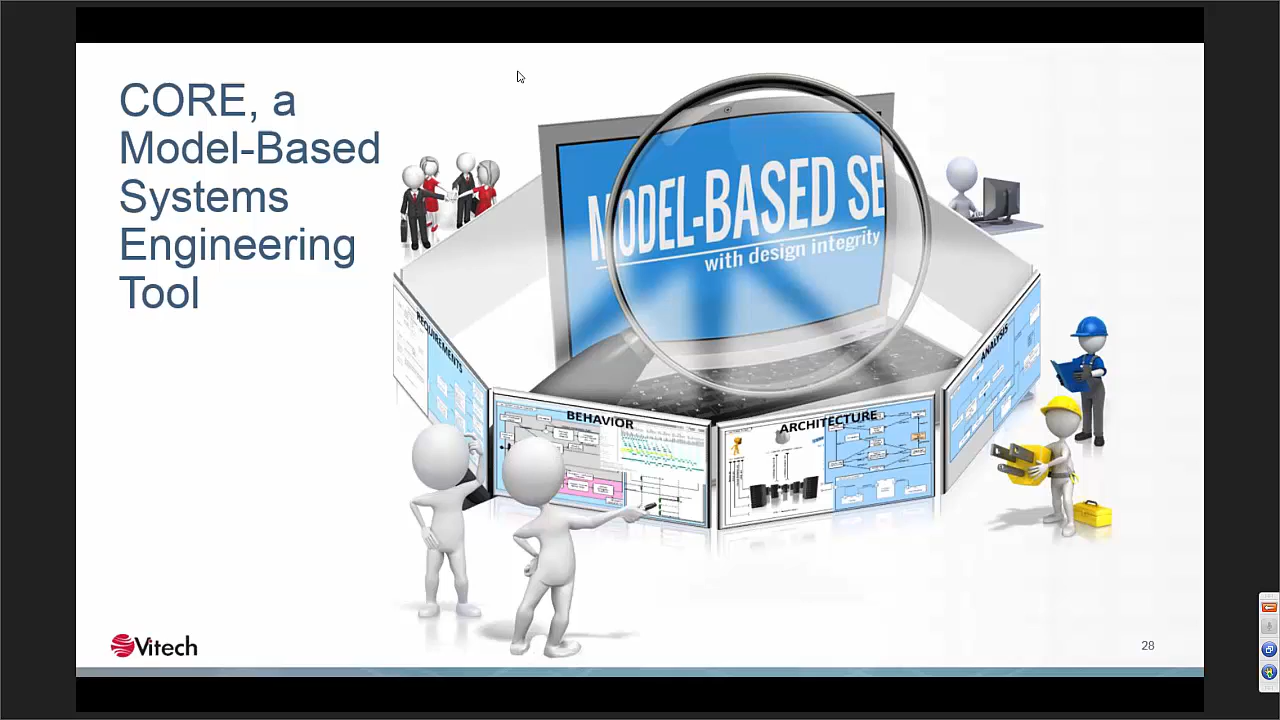 CORE, a
Model-Based
Systems
Engineering
Tool
MODEL-BASED SE
with design integrity
REQUIREMENTS
BEHAVIOR
ARCHITECTURE
ANALYSIS
Vitech
28